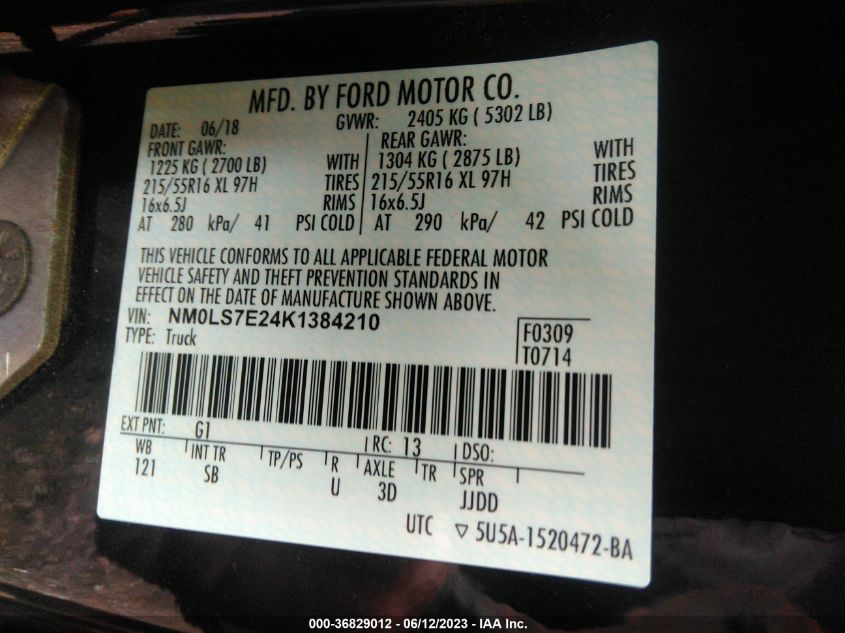 MFD. BY FORD MOTOR CO.
DATE: 06/18 GVWR: 2405 KG ( 5302 LB)
FRONT GAWR: REAR GAWR:
1225 KG ( 2700 LB) WITH 1304 KG ( 2875 LB) WITH
215/55R16 XL 97H TIRES 215/55R16 XL 97H TIRES
16x6.5J RIMS 16x6.5J RIMS
AT 280 kPa/ 41 PSI COLD AT 290 kPa/ 42 PSI COLD
THIS VEHICLE CONFORMS TO ALL APPLICABLE FEDERAL MOTOR
VEHICLE SAFETY AND THEFT PREVENTION STANDARDS IN
EFFECT ON THE DATE OF MANUFACTURE SHOWN ABOVE.
VIN: NM0LS7E24K1384210
TYPE: Truck
F0309
T0714
EXT PNT: G1 RC: 13 DSO:
WB INT TR TP/PS R AXLE TR SPR
121 SB U 3D JJDD
UTC ▽ 5U5A-1520472-BA
000-36829012 - 06/12/2023 - IAA Inc.